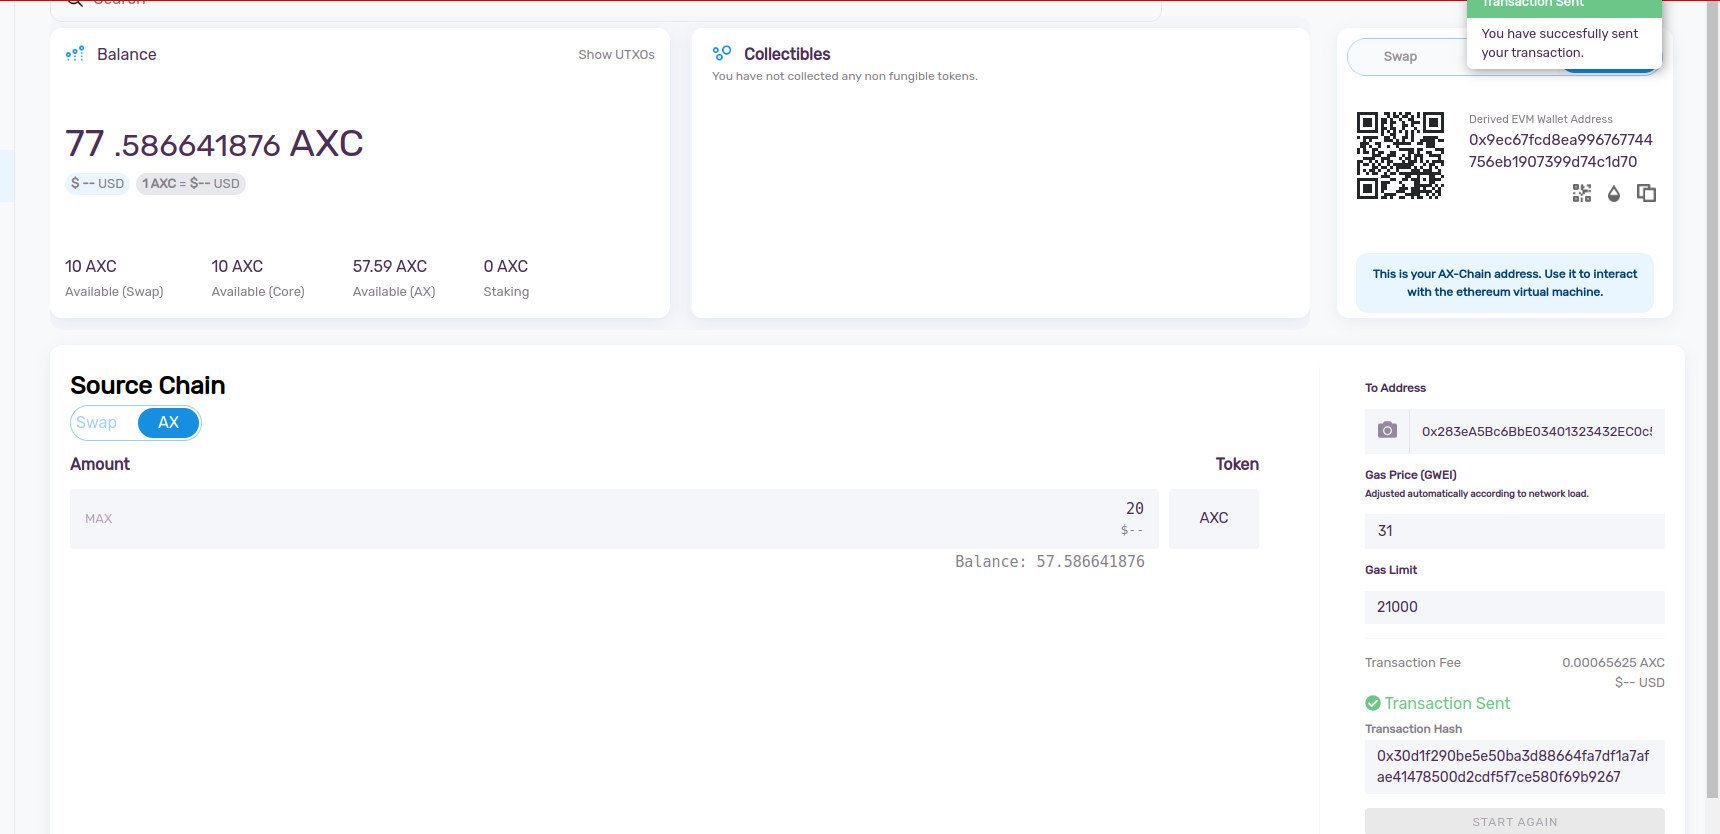 Search
Transaction Sent
You have succesfully sent
your transaction.
Balance
Show UTXOs
77 .586641876 AXC
$ -- USD
1 AXC = $-- USD
10 AXC
Available (Swap)
10 AXC
Available (Core)
57.59 AXC
Available (AX)
0 AXC
Staking
Collectibles
You have not collected any non fungible tokens.
Swap
Derived EVM Wallet Address
0x9ec67fcd8ea996767744
756eb1907399d74c1d70
This is your AX-Chain address. Use it to interact
with the ethereum virtual machine.
Source Chain
Swap
AX
Amount
Token
MAX
20
$--
AXC
Balance: 57.586641876
To Address
0x283eA5Bc6BbE03401323432EC0c
Gas Price (GWEI)
Adjusted automatically according to network load.
31
Gas Limit
21000
Transaction Fee
0.00065625 AXC
$-- USD
Transaction Sent
Transaction Hash
0x30d1f290be5e50ba3d88664fa7df1a7af
ae41478500d2cdf5f7ce580f69b9267
START AGAIN